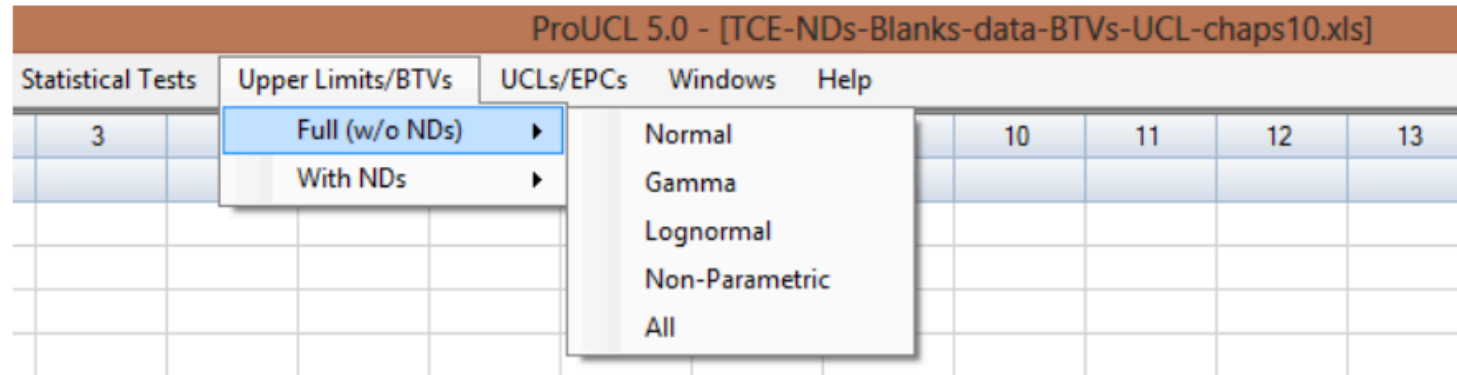 ProUCL 5.0 - [TCE-NDs-Blanks-data-BTVs-UCL-chaps10.xls]
Statistical Tests Upper Limits/BTVs UCLs/EPCs Windows Help
3 Full (w/o NDs) Normal 10 11 12 13
With NDs Gamma
Lognormal
Non-Parametric
All